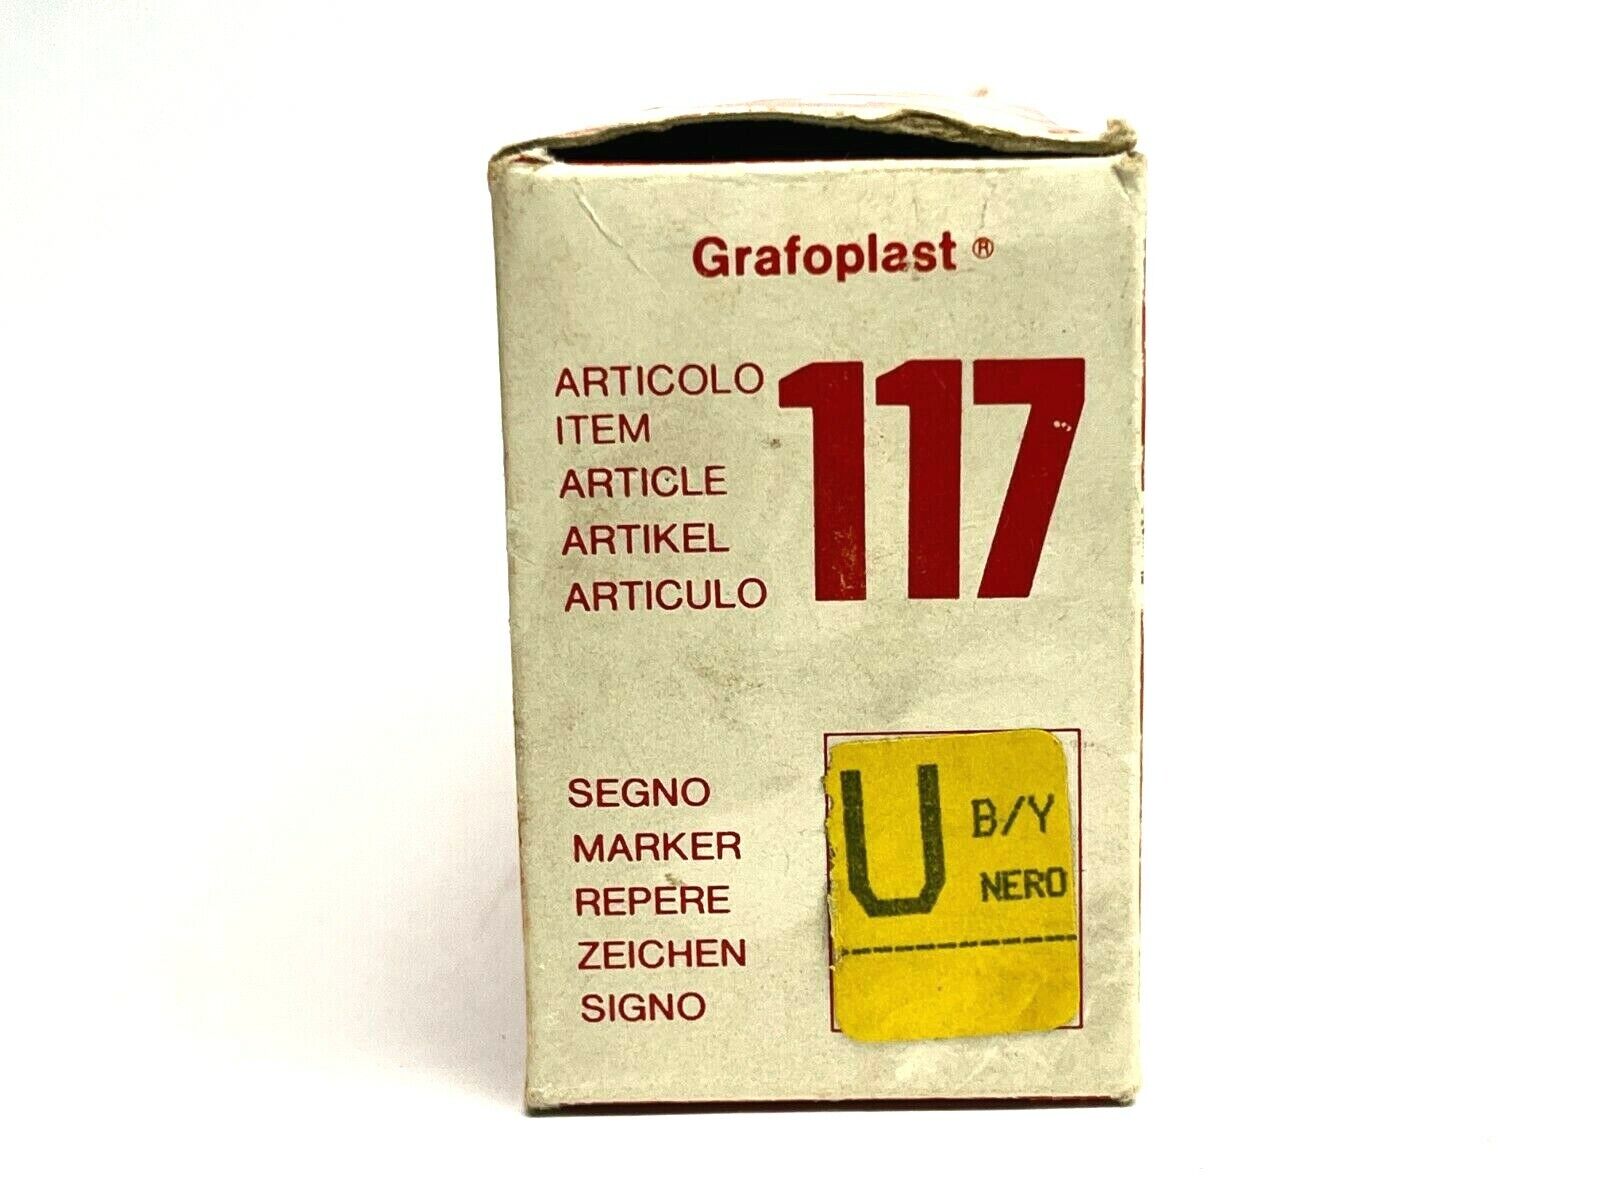 Grafoplast ®
ARTICOLO 117
ITEM
ARTICLE
ARTIKEL
ARTICULO
SEGNO
MARKER
REPERE
ZEICHEN
SIGNO
U B/Y
NERO